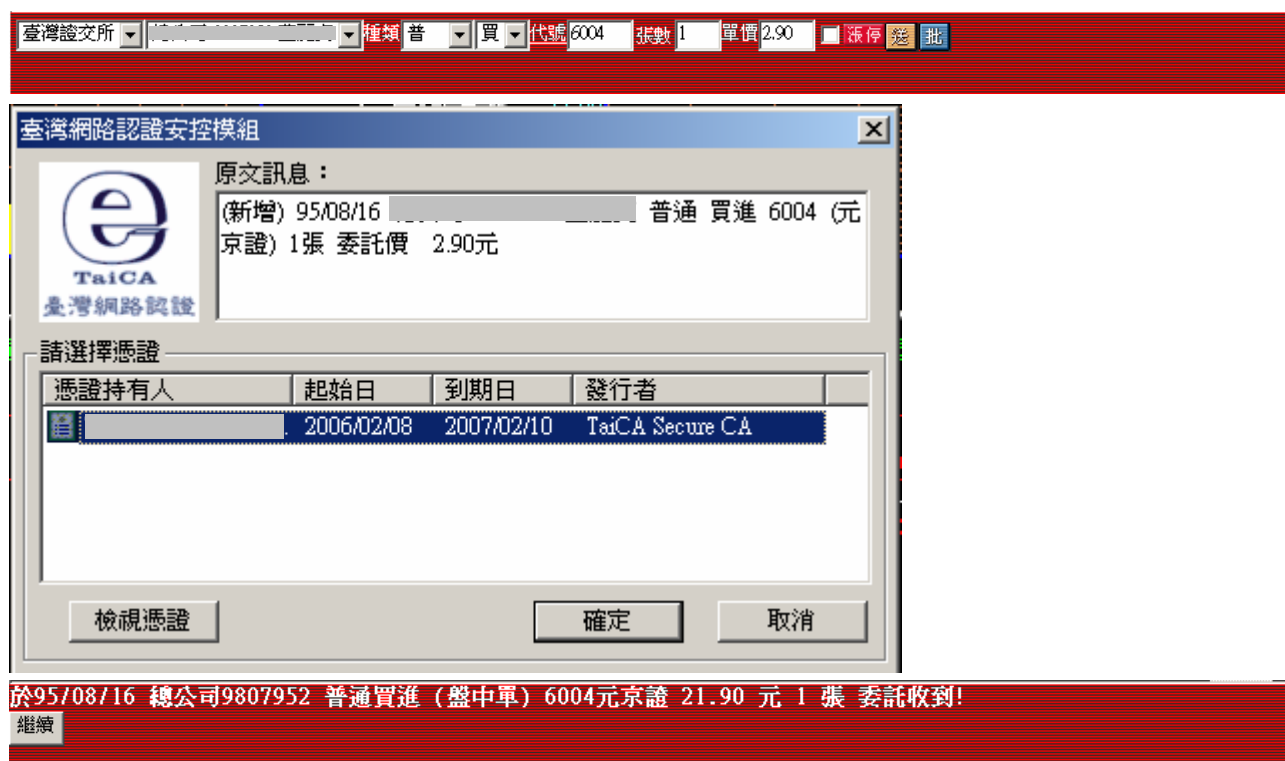 臺灣證交所 種類 普 買 代號 6004 張數 1 單價 2.90 漲停 送 批
臺灣網路認證安控模組
原文訊息：
(新增) 95/08/16 普通 買進 6004 (元
京證) 1張 委託價 2.90元
TaiCA
臺灣網路認證
請選擇憑證
憑證持有人 起始日 到期日 發行者
2006/02/08 2007/02/10 TaiCA Secure CA
檢視憑證 確定 取消
於95/08/16 總公司9807952 普通買進 (盤中單) 6004元京證 21.90 元 1 張 委託收到!
繼續